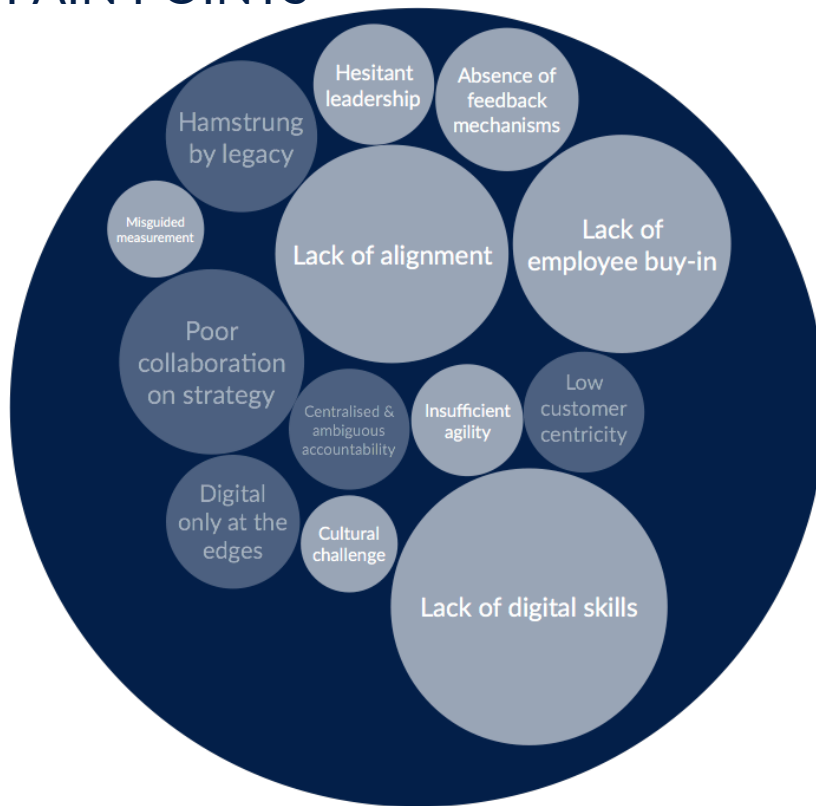 PAIN POINTS
Hesitant
leadership
Absence of
feedback
mechanisms
Hamstrung
by legacy
Misguided
measurement
Lack of alignment
Lack of
employee buy-in
Poor
collaboration
on strategy
Centralised &
ambiguous
accountability
Insufficient
agility
Low
customer
centricity
Digital
only at the
edges
Cultural
challenge
Lack of digital skills